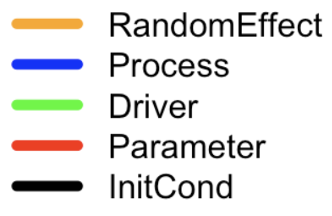 RandomEffect
Process
Driver
Parameter
InitCond